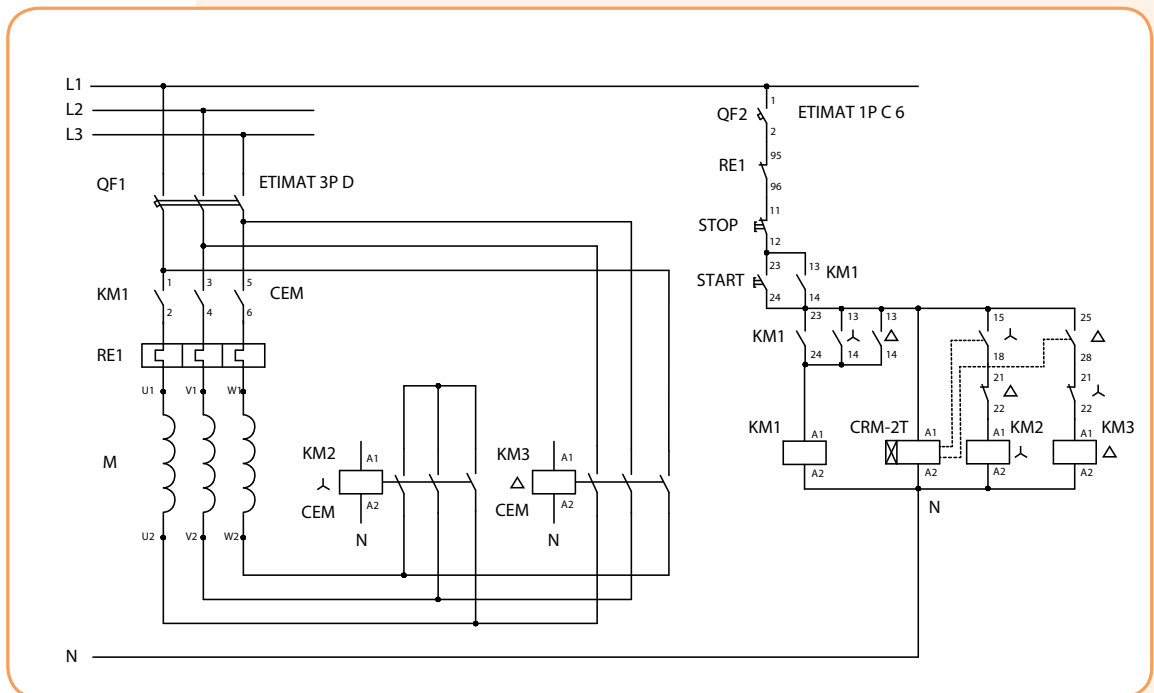 L1
L2
L3
QF1
ETIMAT 3P D
1 3 5
KM1
CEM
2 4 6
RE1
U1 V1 W1
M
U2 V2 W2
KM2
A1
A2
CEM
N
KM3
A1
A2
CEM
N
N
1
QF2
ETIMAT 1P C 6
2
95
RE1
96
11
STOP
12
23
START
24
13
KM1
14
23 13 13
KM1
24 14 14
15
18
25
28
21
22
21
22
KM1
A1
A2
CRM-2T
A1
A2
A1
KM2
A2
A1
KM3
A2
N